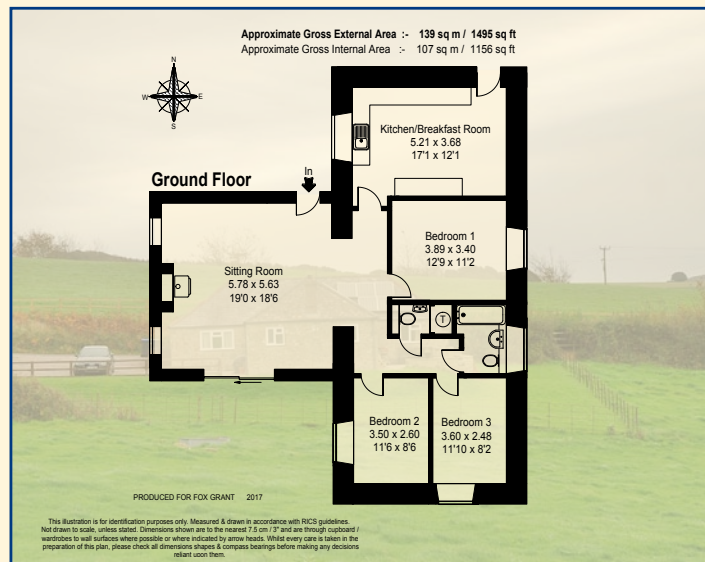 Approximate Gross External Area :- 139 sq m / 1495 sq ft
Approximate Gross Internal Area :- 107 sq m / 1156 sq ft
N
W E
S
Kitchen/Breakfast Room
5.21 x 3.68
17'1 x 12'1
Ground Floor
In
Bedroom 1
3.89 x 3.40
12'9 x 11'2
Sitting Room
5.78 x 5.63
19'0 x 18'6
T
Bedroom 2
3.50 x 2.60
11'6 x 8'6
Bedroom 3
3.60 x 2.48
11'10 x 8'2
PRODUCED FOR FOX GRANT 2017
This illustration is for identification purposes only. Measured & drawn in accordance with RICS guidelines.
Not drawn to scale, unless stated. Dimensions shown are to the nearest 7.5 cm / 3" and are through cupboard /
wardrobes to wall surfaces where possible or where indicated by arrow heads. Whilst every care is taken in the
preparation of this plan, please check all dimensions shapes & compass bearings before making any decisions
reliant upon them.